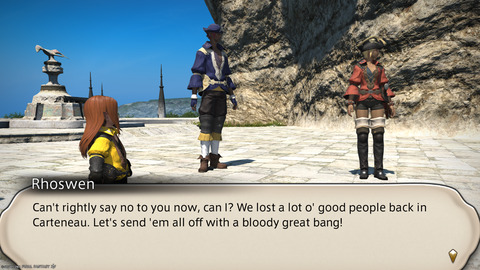 Rhoswen
Can't rightly say no to you now, can I? We lost a lot o' good people back in
Carteneau. Let's send 'em all off with a bloody great bang!